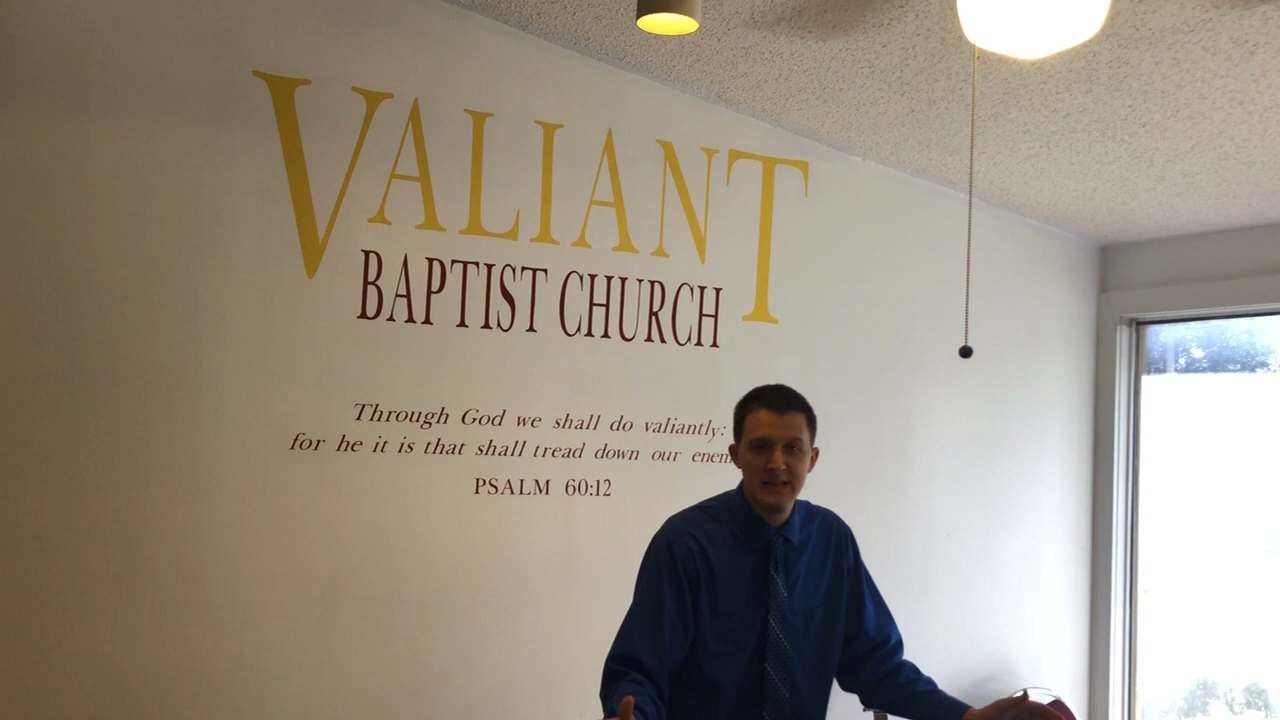 VALIANT
BAPTIST CHURCH
Through God we shall do valiantly:
for he it is that shall tread down our
PSALM 60:12